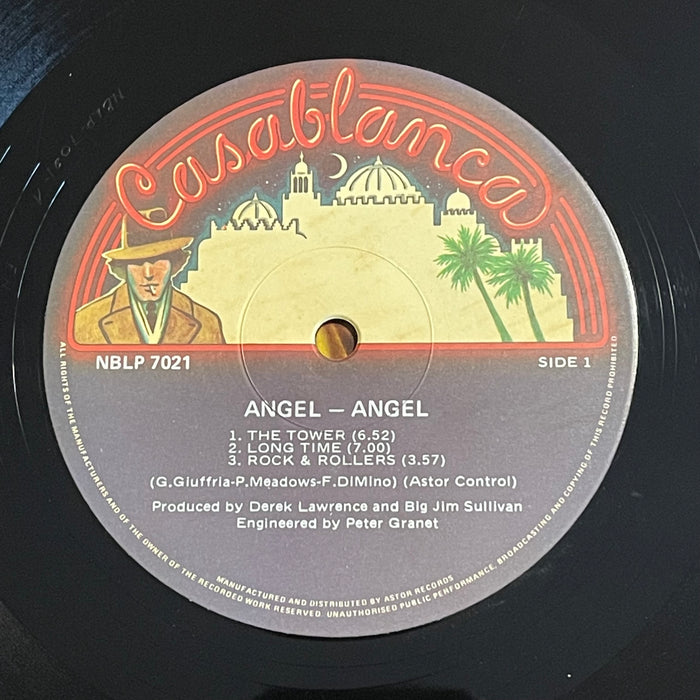 Casablanca
NBLP 7021
SIDE 1
ANGEL – ANGEL
1. THE TOWER (6.52)
2. LONG TIME (7.00)
3. ROCK & ROLLERS (3.57)
(G.Giuffria-P.Meadows-F.DiMino) (Astor Control)
Produced by Derek Lawrence and Big Jim Sullivan
Engineered by Peter Granet
ALL RIGHTS OF THE MANUFACTURERS AND OF THE OWNER OF THE RECORDED WORK RESERVED. UNAUTHORISED PUBLIC PERFORMANCE, BROADCASTING AND COPYING OF THIS RECORD PROHIBITED
MANUFACTURED AND DISTRIBUTED BY ASTOR RECORDS